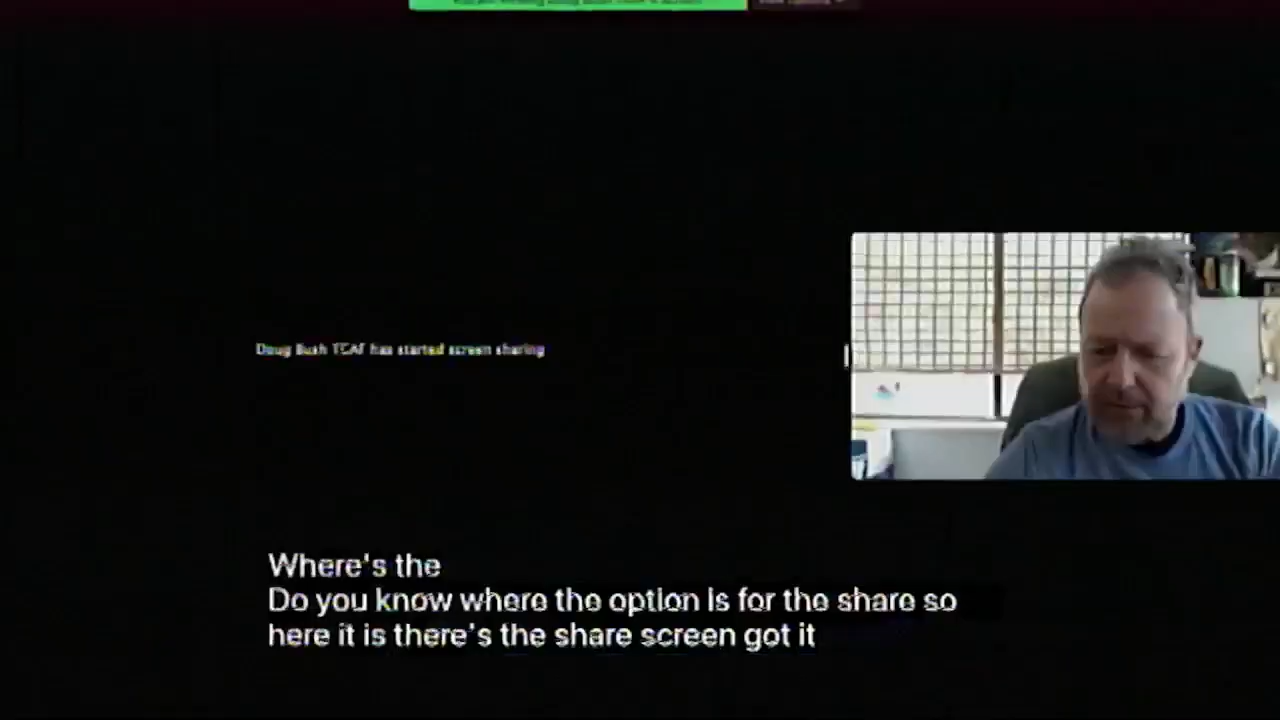 Doug Bush TCAT has started screen sharing
Where's the
Do you know where the option is for the share so
here it is there's the share screen got it